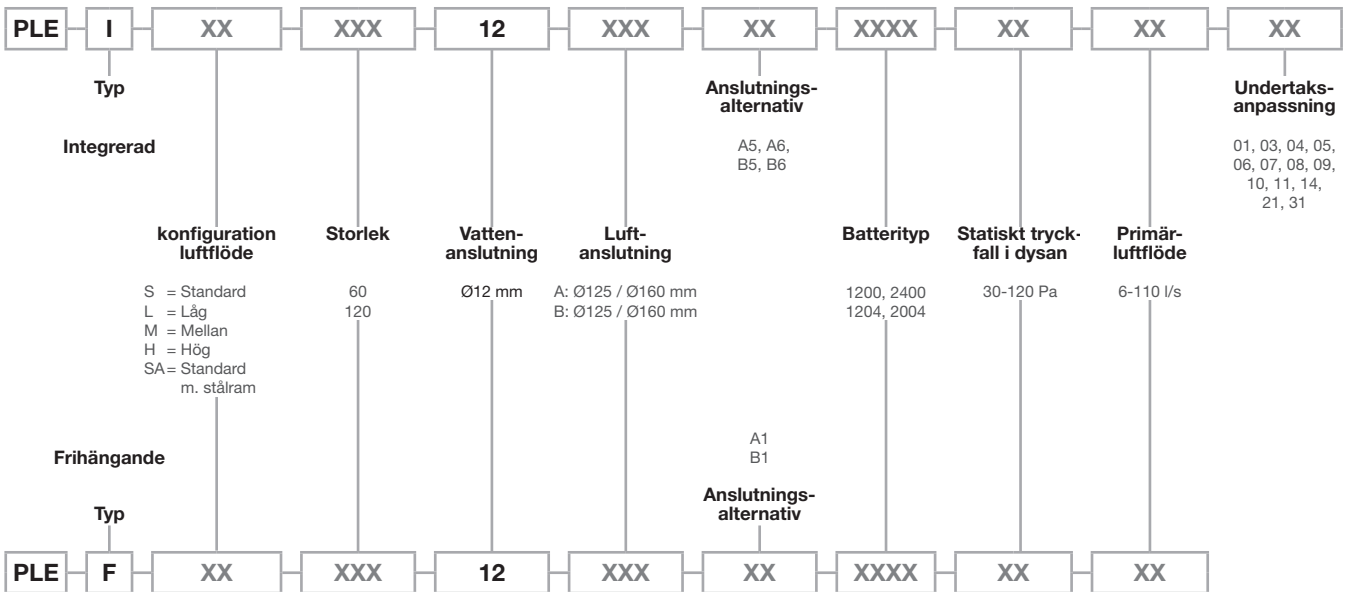 PLE I XX XXX 12 XXX XX XXXX XX XX XX
Typ
Anslutnings-
alternativ
Undertaks-
anpassning
Integrerad
A5, A6,
B5, B6
01, 03, 04, 05,
06, 07, 08, 09,
10, 11, 14,
21, 31
konfiguration
luftflöde
Storlek
Vatten-
anslutning
Luft-
anslutning
Batterityp
Statiskt tryck-
fall i dysan
Primär-
luftflöde
S = Standard
L = Låg
M = Mellan
H = Hög
SA = Standard
m. stålram
60
120
Ø12 mm
A: Ø125 / Ø160 mm
B: Ø125 / Ø160 mm
1200, 2400
1204, 2004
30-120 Pa
6-110 l/s
A1
B1
Frihängande
Anslutnings-
alternativ
Typ
PLE F XX XXX 12 XXX XX XXXX XX XX